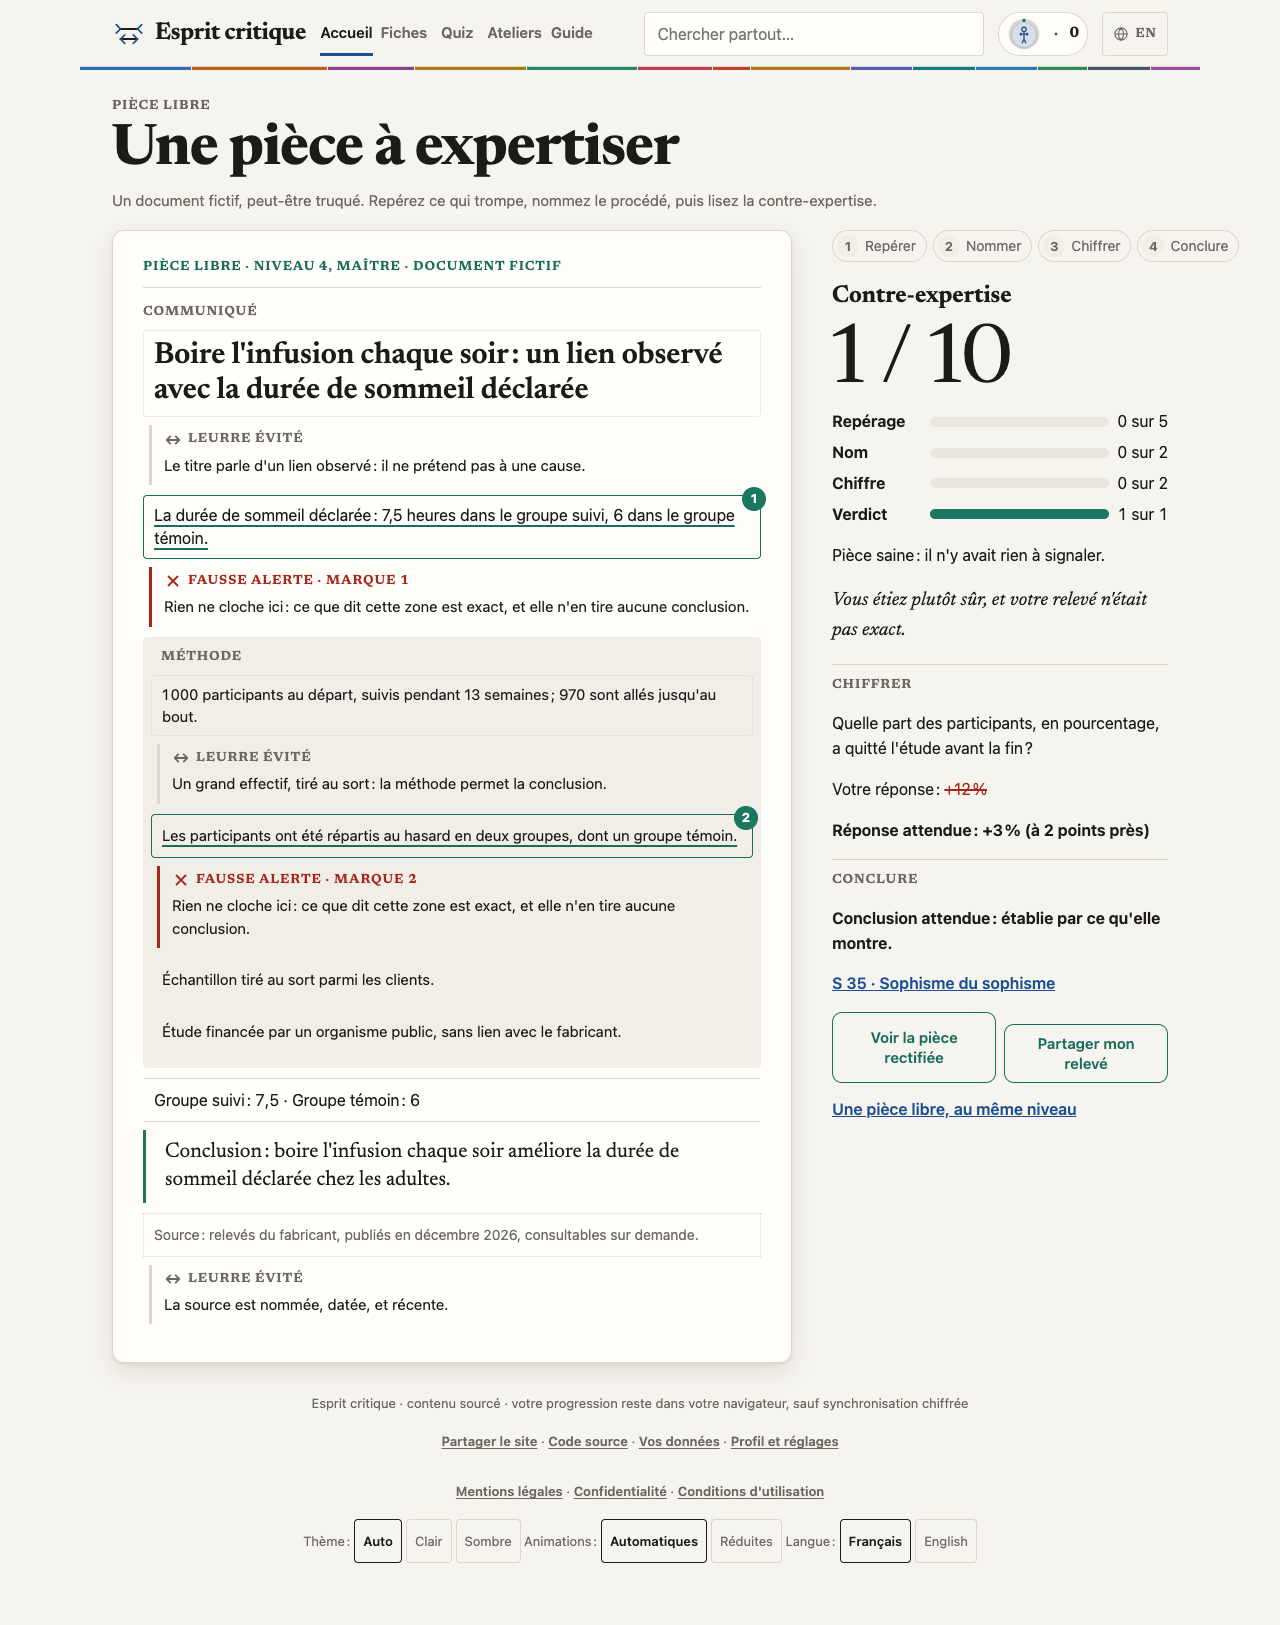 Esprit critique
Accueil Fiches Quiz Ateliers Guide
Chercher partout...
· 0
EN
PIÈCE LIBRE
Une pièce à expertiser
Un document fictif, peut-être truqué. Repérez ce qui trompe, nommez le procédé, puis lisez la contre-expertise.
PIÈCE LIBRE · NIVEAU 4, MAÎTRE · DOCUMENT FICTIF
COMMUNIQUÉ
Boire l'infusion chaque soir : un lien observé
avec la durée de sommeil déclarée
LEURRE ÉVITÉ
Le titre parle d'un lien observé : il ne prétend pas à une cause.
1
La durée de sommeil déclarée : 7,5 heures dans le groupe suivi, 6 dans le groupe
témoin.
FAUSSE ALERTE · MARQUE 1
Rien ne cloche ici : ce que dit cette zone est exact, et elle n'en tire aucune conclusion.
MÉTHODE
1 000 participants au départ, suivis pendant 13 semaines ; 970 sont allés jusqu'au
bout.
LEURRE ÉVITÉ
Un grand effectif, tiré au sort : la méthode permet la conclusion.
2
Les participants ont été répartis au hasard en deux groupes, dont un groupe témoin.
FAUSSE ALERTE · MARQUE 2
Rien ne cloche ici : ce que dit cette zone est exact, et elle n'en tire aucune
conclusion.
Échantillon tiré au sort parmi les clients.
Étude financée par un organisme public, sans lien avec le fabricant.
Groupe suivi : 7,5 · Groupe témoin : 6
Conclusion : boire l'infusion chaque soir améliore la durée de
sommeil déclarée chez les adultes.
Source : relevés du fabricant, publiés en décembre 2026, consultables sur demande.
LEURRE ÉVITÉ
La source est nommée, datée, et récente.
1 Repérer 2 Nommer 3 Chiffrer 4 Conclure
Contre-expertise
1 / 10
Repérage 0 sur 5
Nom 0 sur 2
Chiffre 0 sur 2
Verdict 1 sur 1
Pièce saine : il n'y avait rien à signaler.
Vous étiez plutôt sûr, et votre relevé n'était
pas exact.
CHIFFRER
Quelle part des participants, en pourcentage,
a quitté l'étude avant la fin ?
Votre réponse : +12 %
Réponse attendue : +3 % (à 2 points près)
CONCLURE
Conclusion attendue : établie par ce qu'elle
montre.
S 35 · Sophisme du sophisme
Voir la pièce
rectifiée
Partager mon
relevé
Une pièce libre, au même niveau
Esprit critique · contenu sourcé · votre progression reste dans votre navigateur, sauf synchronisation chiffrée
Partager le site · Code source · Vos données · Profil et réglages
Mentions légales · Confidentialité · Conditions d'utilisation
Thème : Auto Clair Sombre Animations : Automatiques Réduites Langue : Français English